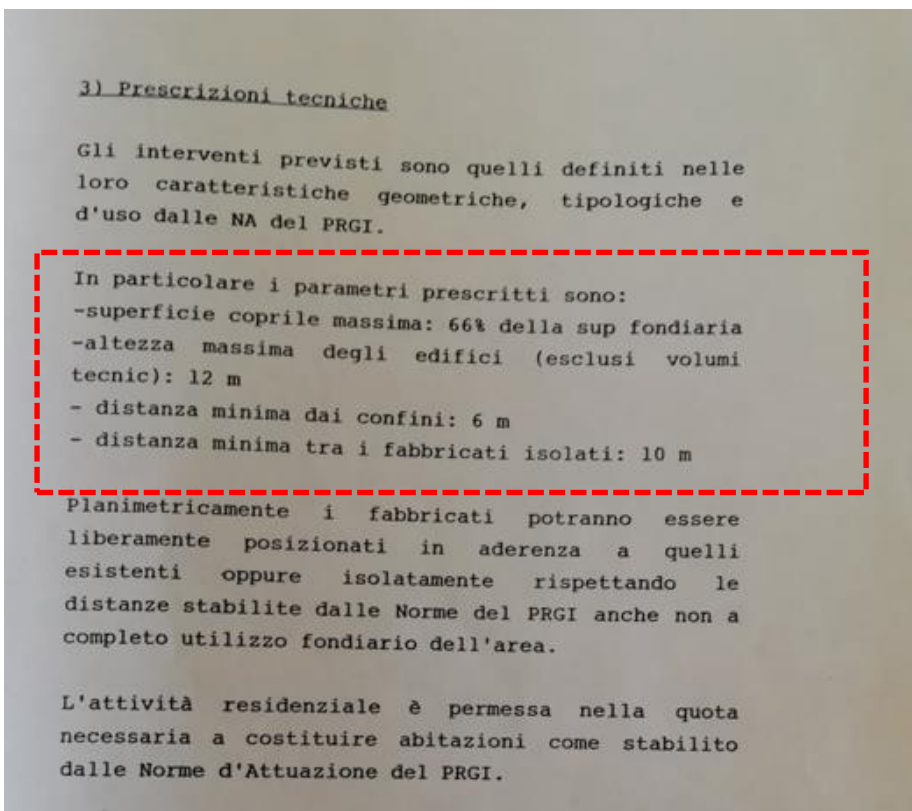 3) Prescrizioni tecniche
Gli interventi previsti sono quelli definiti nelle
loro caratteristiche geometriche, tipologiche e
d'uso dalle NA del PRGI.
In particolare i parametri prescritti sono:
-superficie coprile massima: 66% della sup fondiaria
-altezza massima degli edifici (esclusi volumi
tecnic): 12 m
- distanza minima dai confini: 6 m
- distanza minima tra i fabbricati isolati: 10 m
Planimetricamente i fabbricati potranno essere
liberamente posizionati in aderenza a quelli
esistenti oppure isolatamente rispettando le
distanze stabilite dalle Norme del PRGI anche non a
completo utilizzo fondiario dell'area.
L'attività residenziale è permessa nella quota
necessaria a costituire abitazioni come stabilito
dalle Norme d'Attuazione del PRGI.